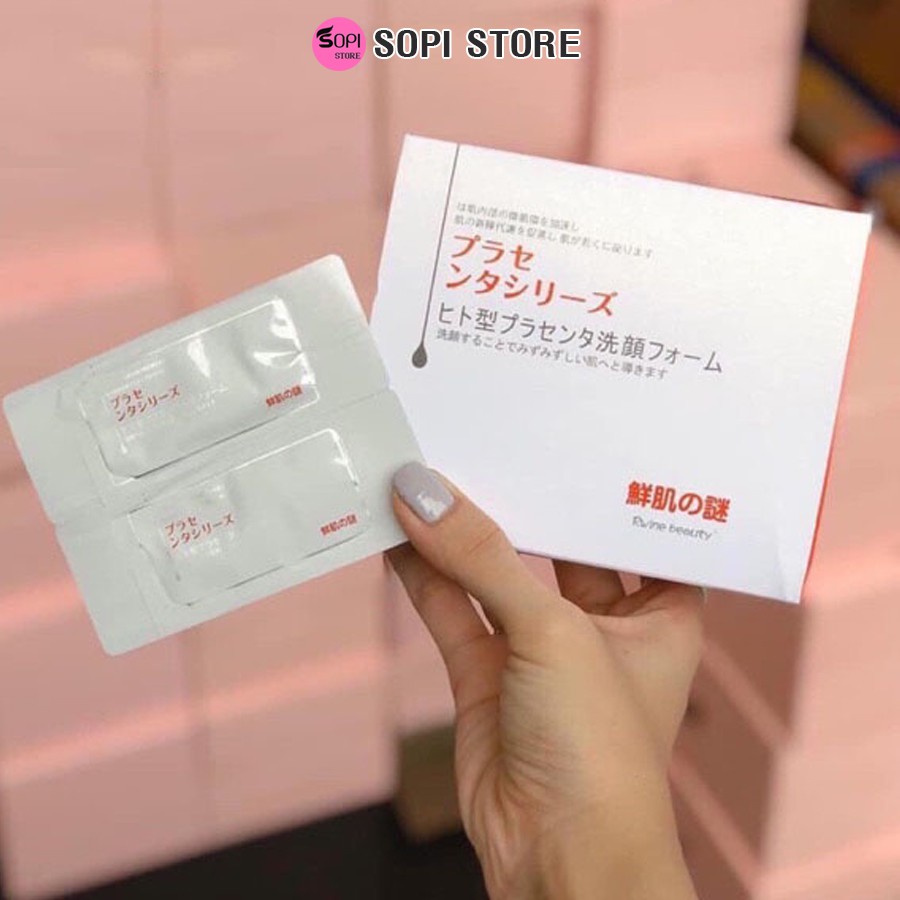 SOPI
STORE
SOPI STORE
は肌内部の微循環を加速し
肌の新陳代謝を促進し 肌が若くに戻ります
プラセ
ンタシリーズ
ヒト型プラセンタ洗顔フォーム
洗顔することでみずみずしい肌へと導きます
鮮肌の謎
Rwine beauty
プラセ
ンタシリーズ
鮮肌の謎
プラセ
ンタシリーズ
鮮肌の謎